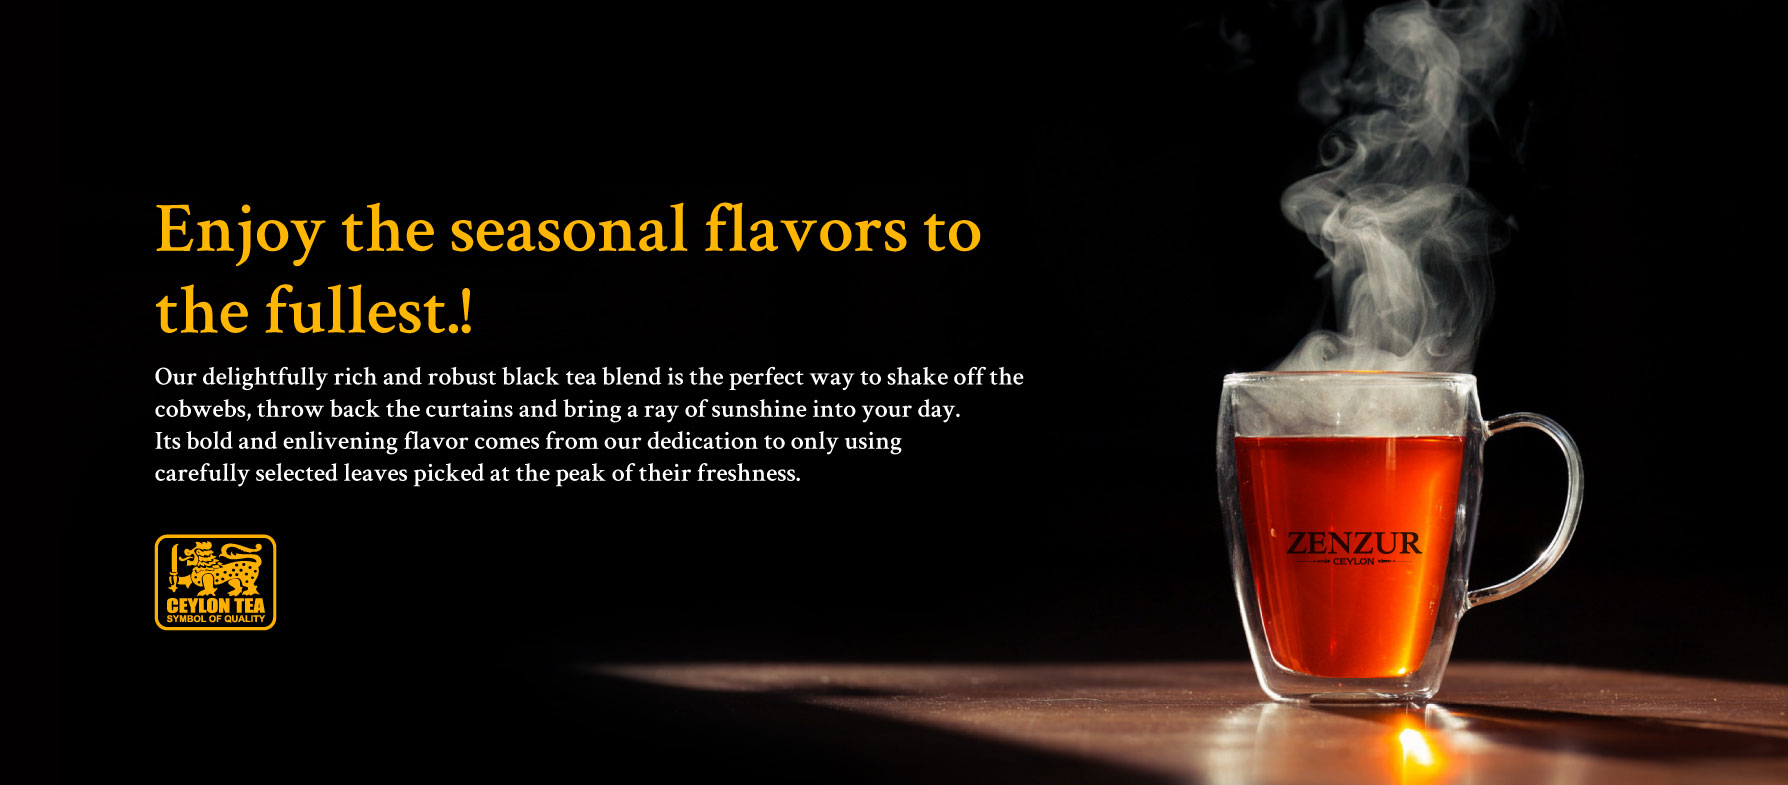 Enjoy the seasonal flavors to
the fullest.!
Our delightfully rich and robust black tea blend is the perfect way to shake off the
cobwebs, throw back the curtains and bring a ray of sunshine into your day.
Its bold and enlivening flavor comes from our dedication to only using
carefully selected leaves picked at the peak of their freshness.
CEYLON TEA
SYMBOL OF QUALITY
ZENZUR
CEYLON